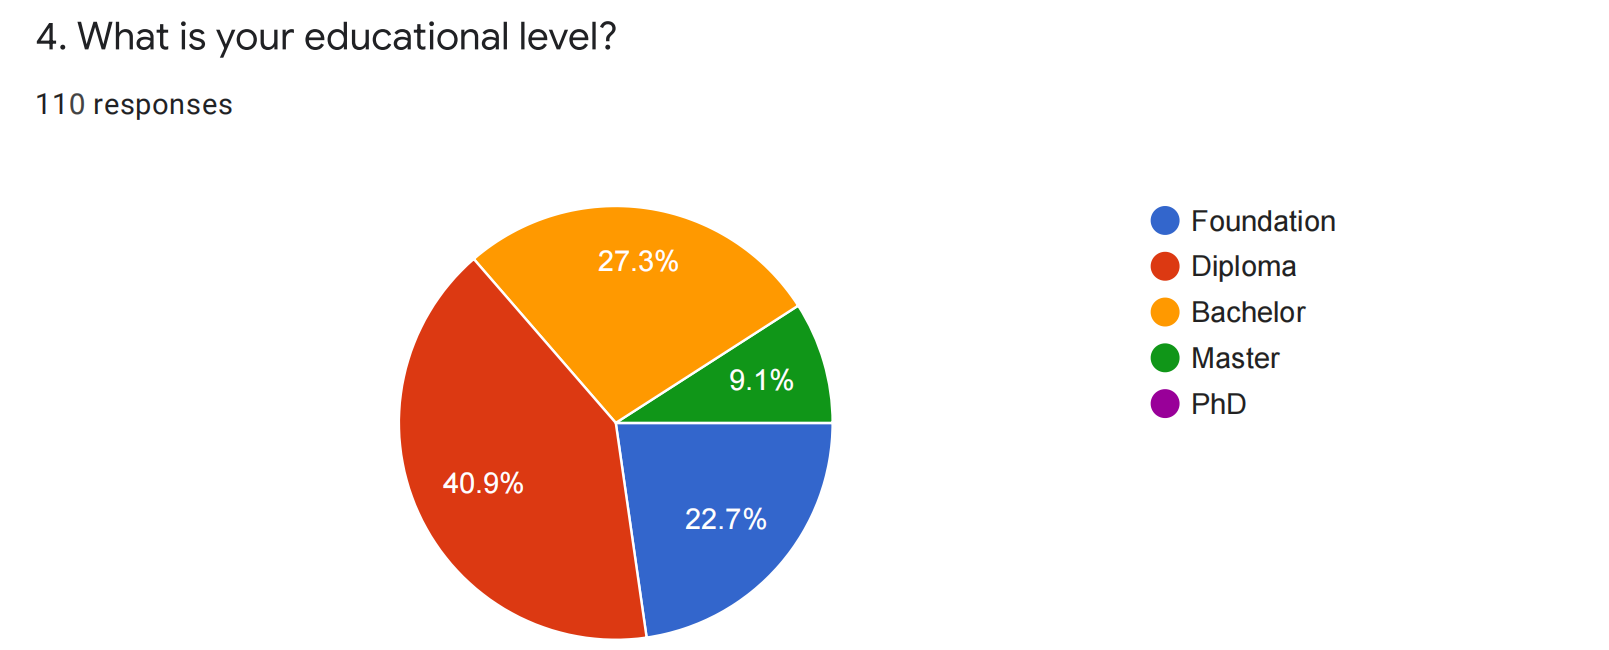 4. What is your educational level?
110 responses
27.3%
9.1%
40.9%
22.7%
Foundation
Diploma
Bachelor
Master
PhD